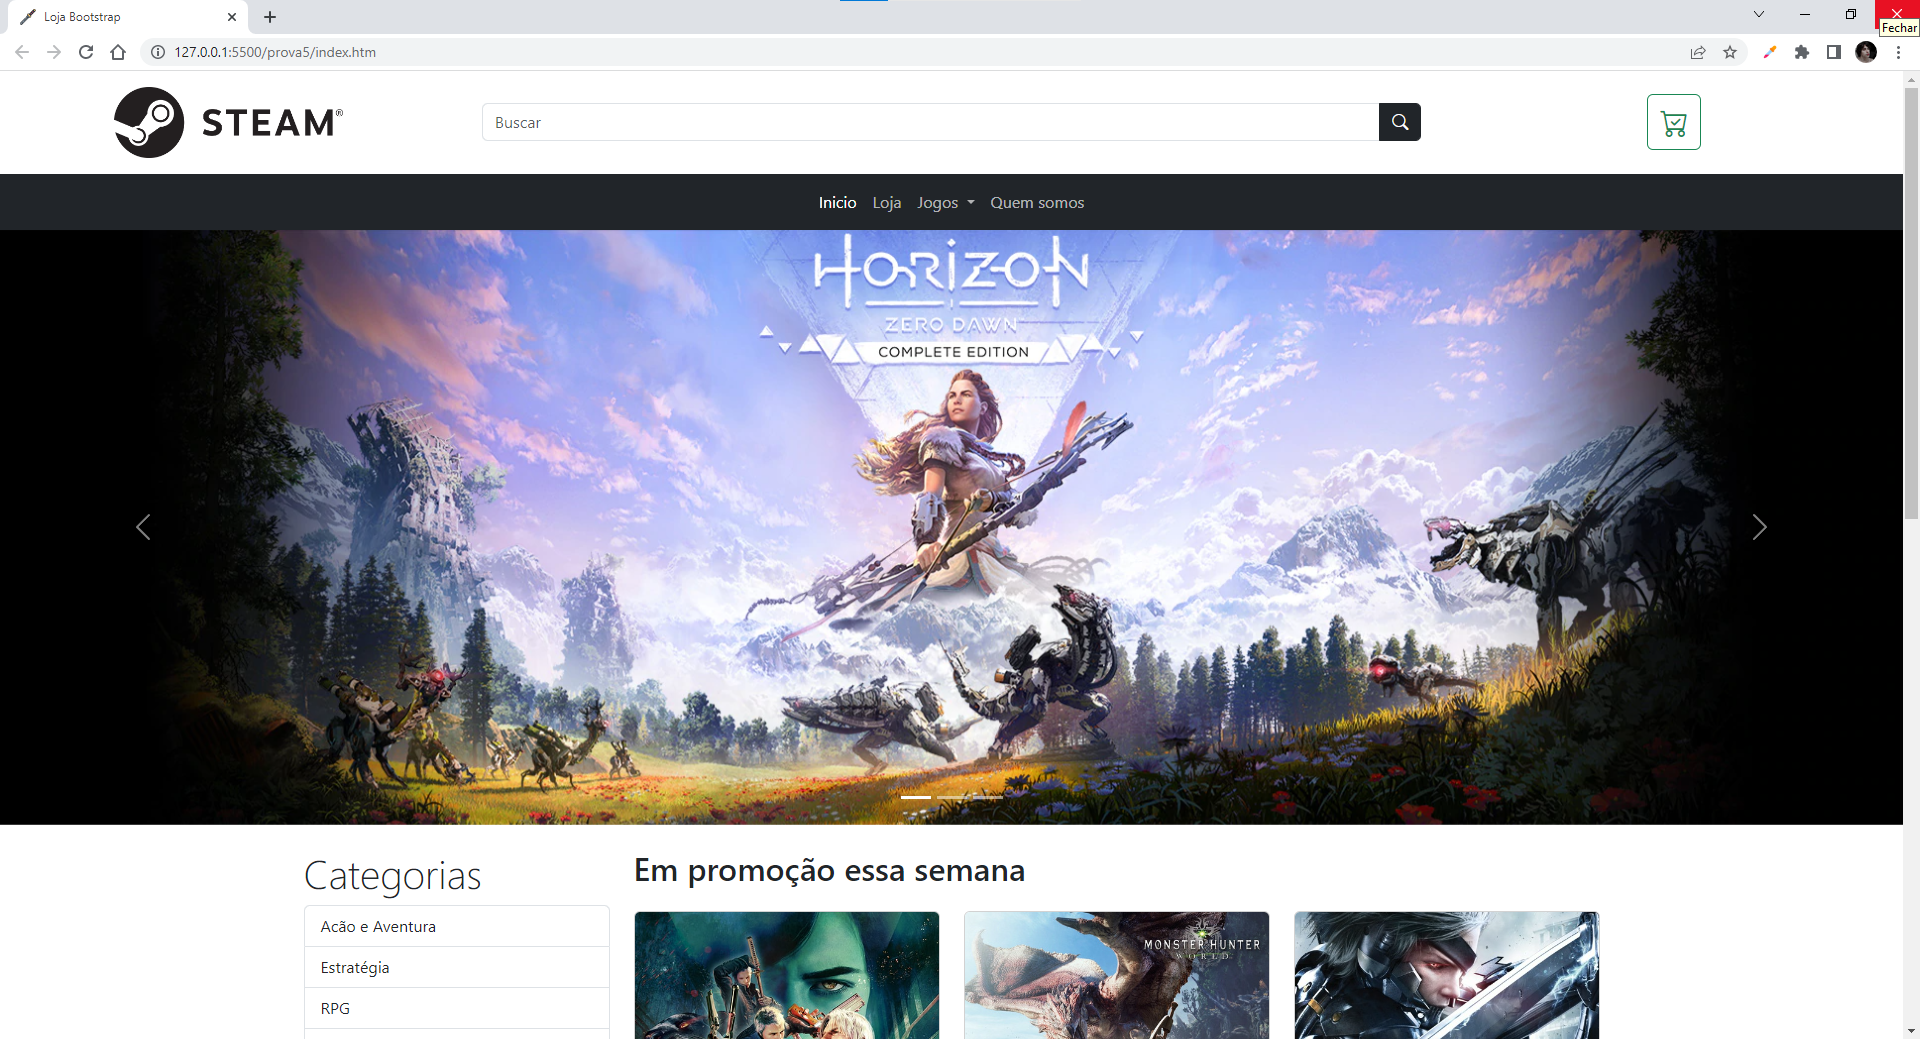 Loja Bootstrap
Fechar
127.0.0.1:5500/prova5/index.htm
STEAM®
Buscar
Inicio Loja Jogos Quem somos
HORIZON
ZERO DAWN
COMPLETE EDITION
Categorias
Em promoção essa semana
Acão e Aventura
MONSTER HUNTER
WORLD
Estratégia
RPG